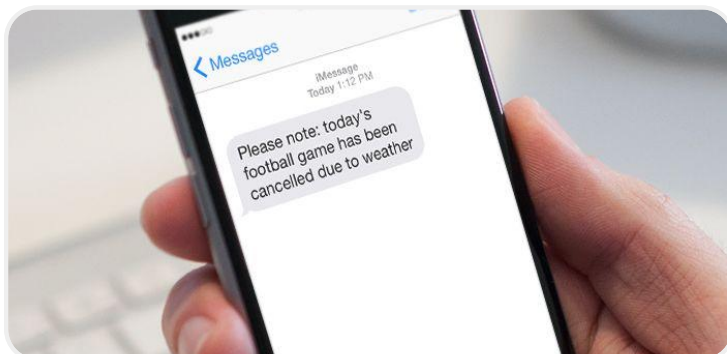 Messages
iMessage
Today 1:12 PM
Please note: today's
football game has been
cancelled due to weather